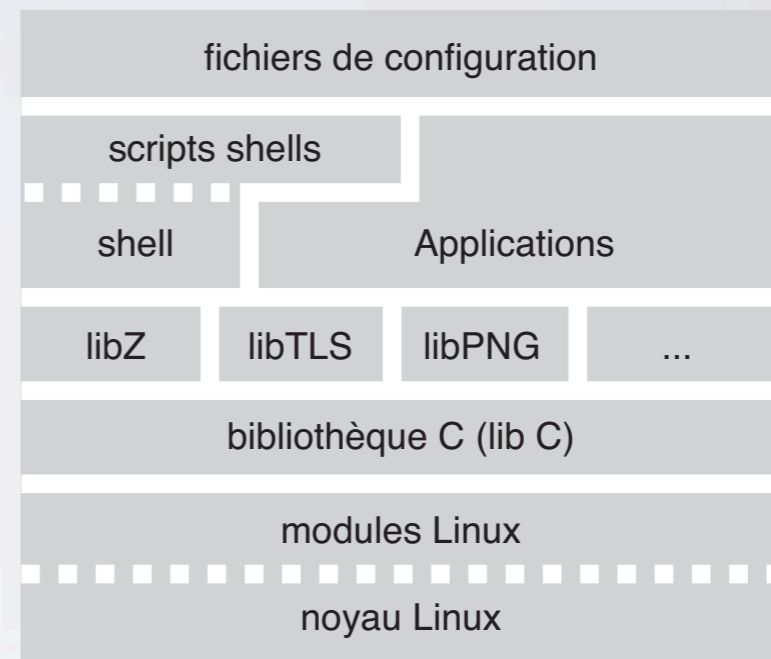 fichiers de configuration
scripts shells
shell
Applications
libZ
libTLS
libPNG
...
bibliothèque C (lib C)
modules Linux
noyau Linux